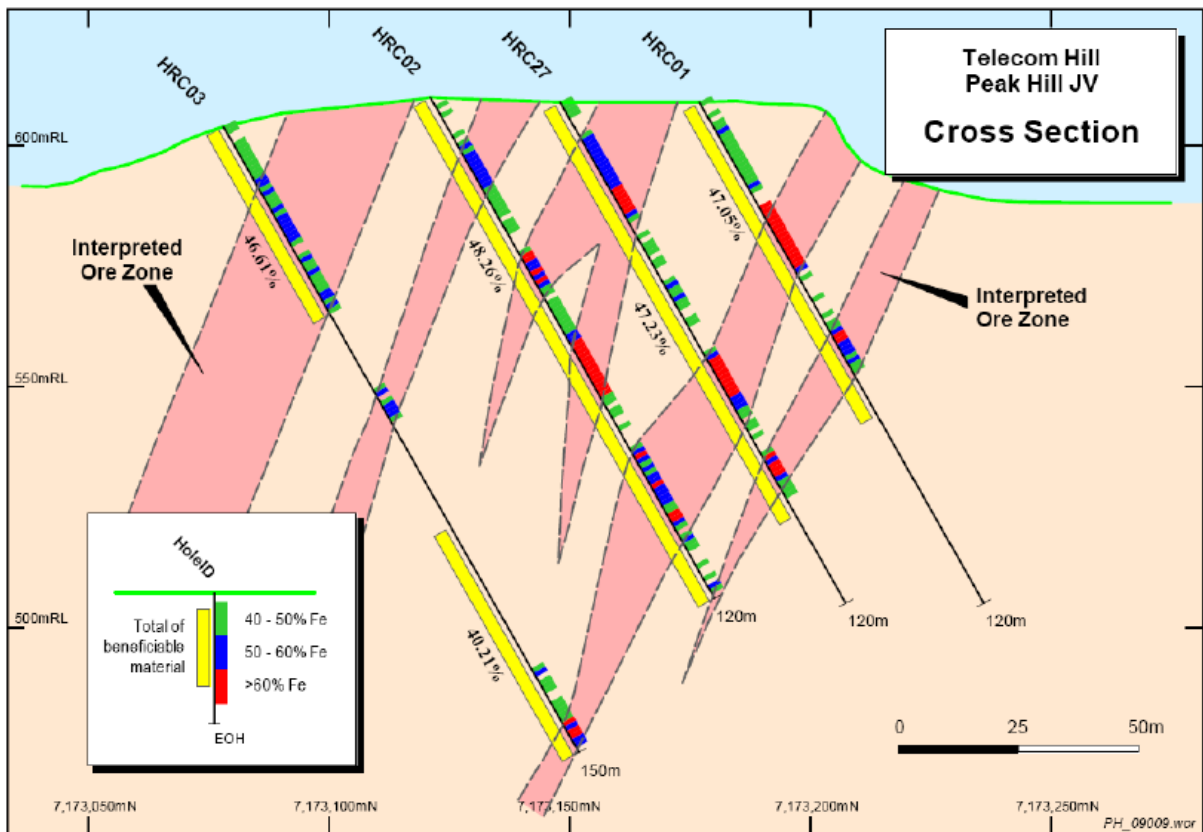 Telecom Hill
Peak Hill JV
Cross Section
HRC03
HRC02
HRC27
HRC01
600mRL
550mRL
500mRL
Interpreted
Ore Zone
Interpreted
Ore Zone
46.61%
48.26%
47.23%
47.05%
40.21%
120m
120m
120m
150m
HoleID
Total of
beneficiable
material
40 - 50% Fe
50 - 60% Fe
>60% Fe
EOH
0 25 50m
7,173,050mN 7,173,100mN 7,173,150mN 7,173,200mN 7,173,250mN
PH_09009.wor